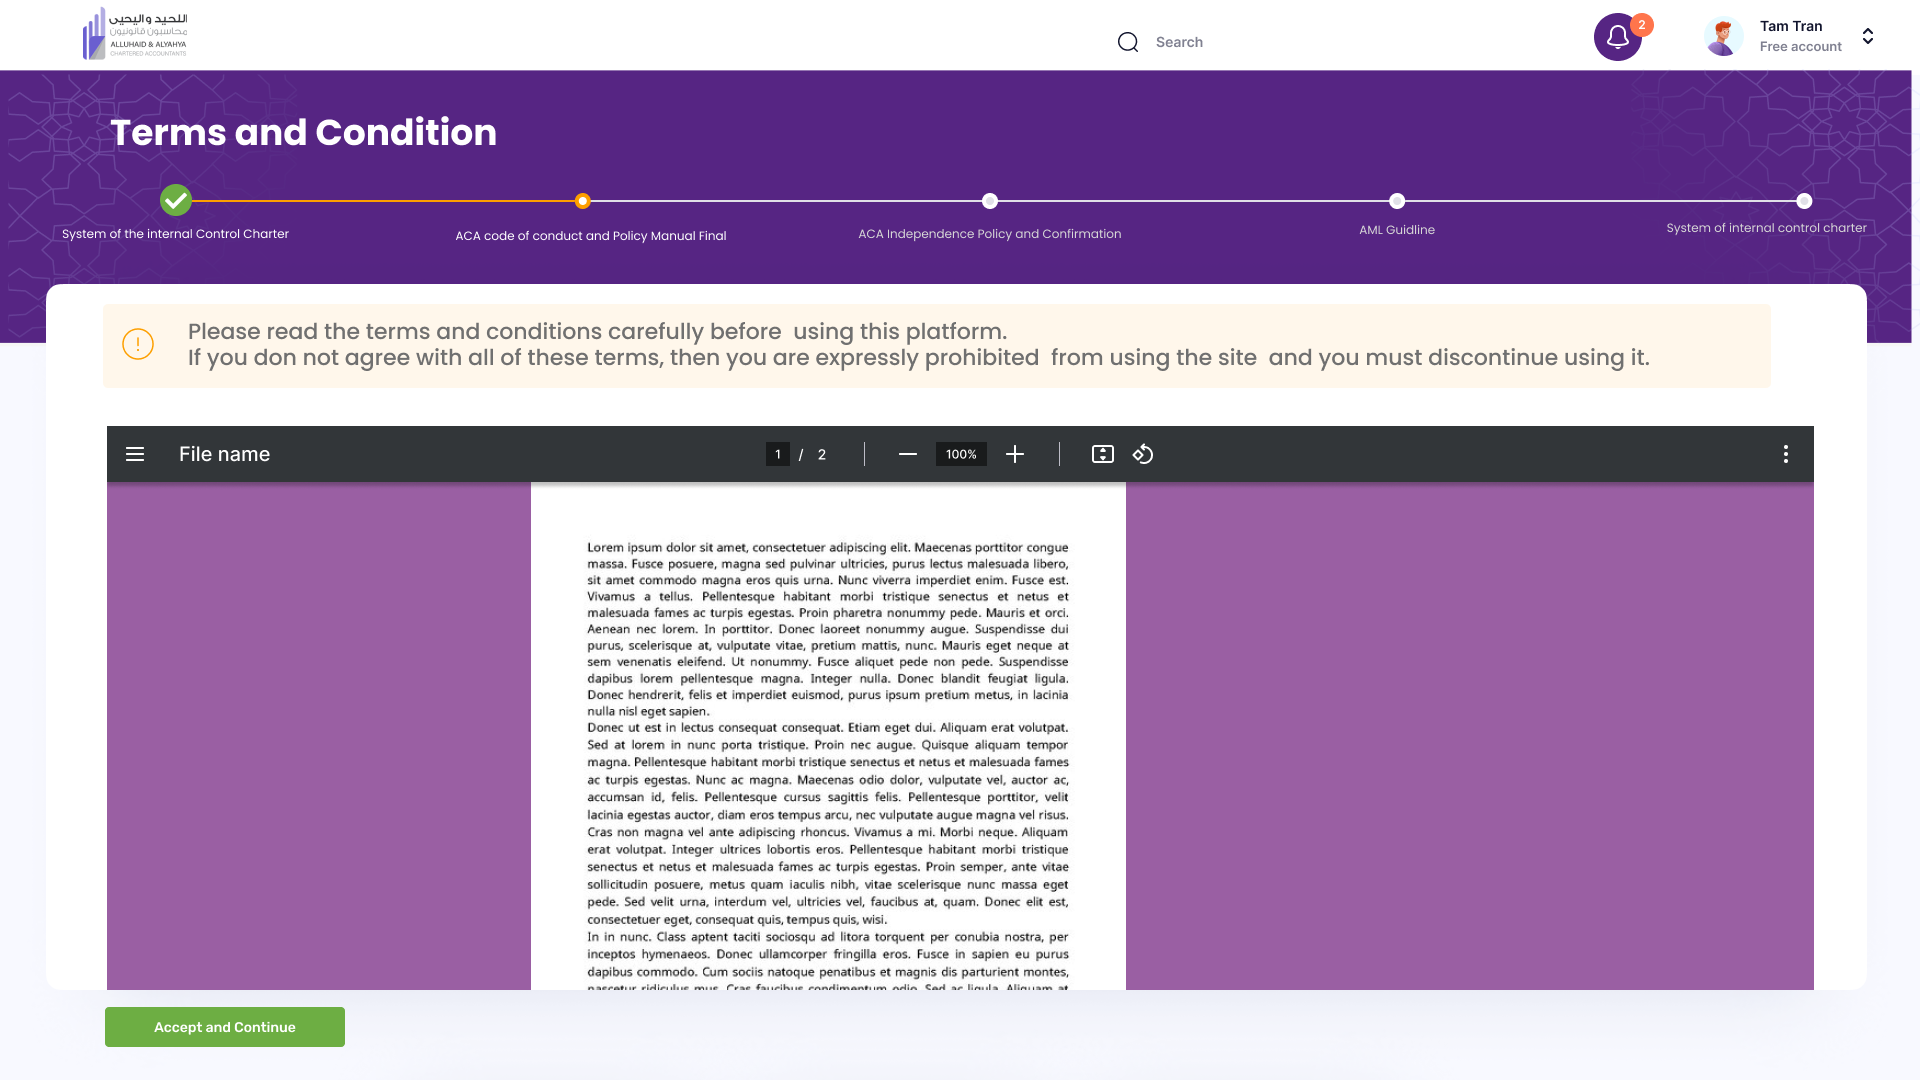 اللحيد واليحيى
محاسبون قانونيون
ALLUHAID & ALYAHYA
CHARTERED ACCOUNTANTS
Search
2
Tam Tran
Free account
Terms and Condition
System of the internal Control Charter
ACA code of conduct and Policy Manual Final
ACA Independence Policy and Confirmation
AML Guidline
System of internal control charter
Please read the terms and conditions carefully before  using this platform.
If you don not agree with all of these terms, then you are expressly prohibited  from using the site  and you must discontinue using it.
File name
1 / 2
100%
Lorem ipsum dolor sit amet, consectetuer adipiscing elit. Maecenas porttitor congue
massa. Fusce posuere, magna sed pulvinar ultricies, purus lectus malesuada libero,
sit amet commodo magna eros quis urna. Nunc viverra imperdiet enim. Fusce est.
Vivamus a tellus. Pellentesque habitant morbi tristique senectus et netus et
malesuada fames ac turpis egestas. Proin pharetra nonummy pede. Mauris et orci.
Aenean nec lorem. In porttitor. Donec laoreet nonummy augue. Suspendisse dui
purus, scelerisque at, vulputate vitae, pretium mattis, nunc. Mauris eget neque at
sem venenatis eleifend. Ut nonummy. Fusce aliquet pede non pede. Suspendisse
dapibus lorem pellentesque magna. Integer nulla. Donec blandit feugiat ligula.
Donec hendrerit, felis et imperdiet euismod, purus ipsum pretium metus, in lacinia
nulla nisl eget sapien.
Donec ut est in lectus consequat consequat. Etiam eget dui. Aliquam erat volutpat.
Sed at lorem in nunc porta tristique. Proin nec augue. Quisque aliquam tempor
magna. Pellentesque habitant morbi tristique senectus et netus et malesuada fames
ac turpis egestas. Nunc ac magna. Maecenas odio dolor, vulputate vel, auctor ac,
accumsan id, felis. Pellentesque cursus sagittis felis. Pellentesque porttitor, velit
lacinia egestas auctor, diam eros tempus arcu, nec vulputate augue magna vel risus.
Cras non magna vel ante adipiscing rhoncus. Vivamus a mi. Morbi neque. Aliquam
erat volutpat. Integer ultrices lobortis eros. Pellentesque habitant morbi tristique
senectus et netus et malesuada fames ac turpis egestas. Proin semper, ante vitae
sollicitudin posuere, metus quam iaculis nibh, vitae scelerisque nunc massa eget
pede. Sed velit urna, interdum vel, ultricies vel, faucibus at, quam. Donec elit est,
consectetuer eget, consequat quis, tempus quis, wisi.
In in nunc. Class aptent taciti sociosqu ad litora torquent per conubia nostra, per
inceptos hymenaeos. Donec ullamcorper fringilla eros. Fusce in sapien eu purus
dapibus commodo. Cum sociis natoque penatibus et magnis dis parturient montes,
nascetur ridiculus mus. Cras faucibus condimentum odio. Sed ac ligula. Aliquam at
Accept and Continue